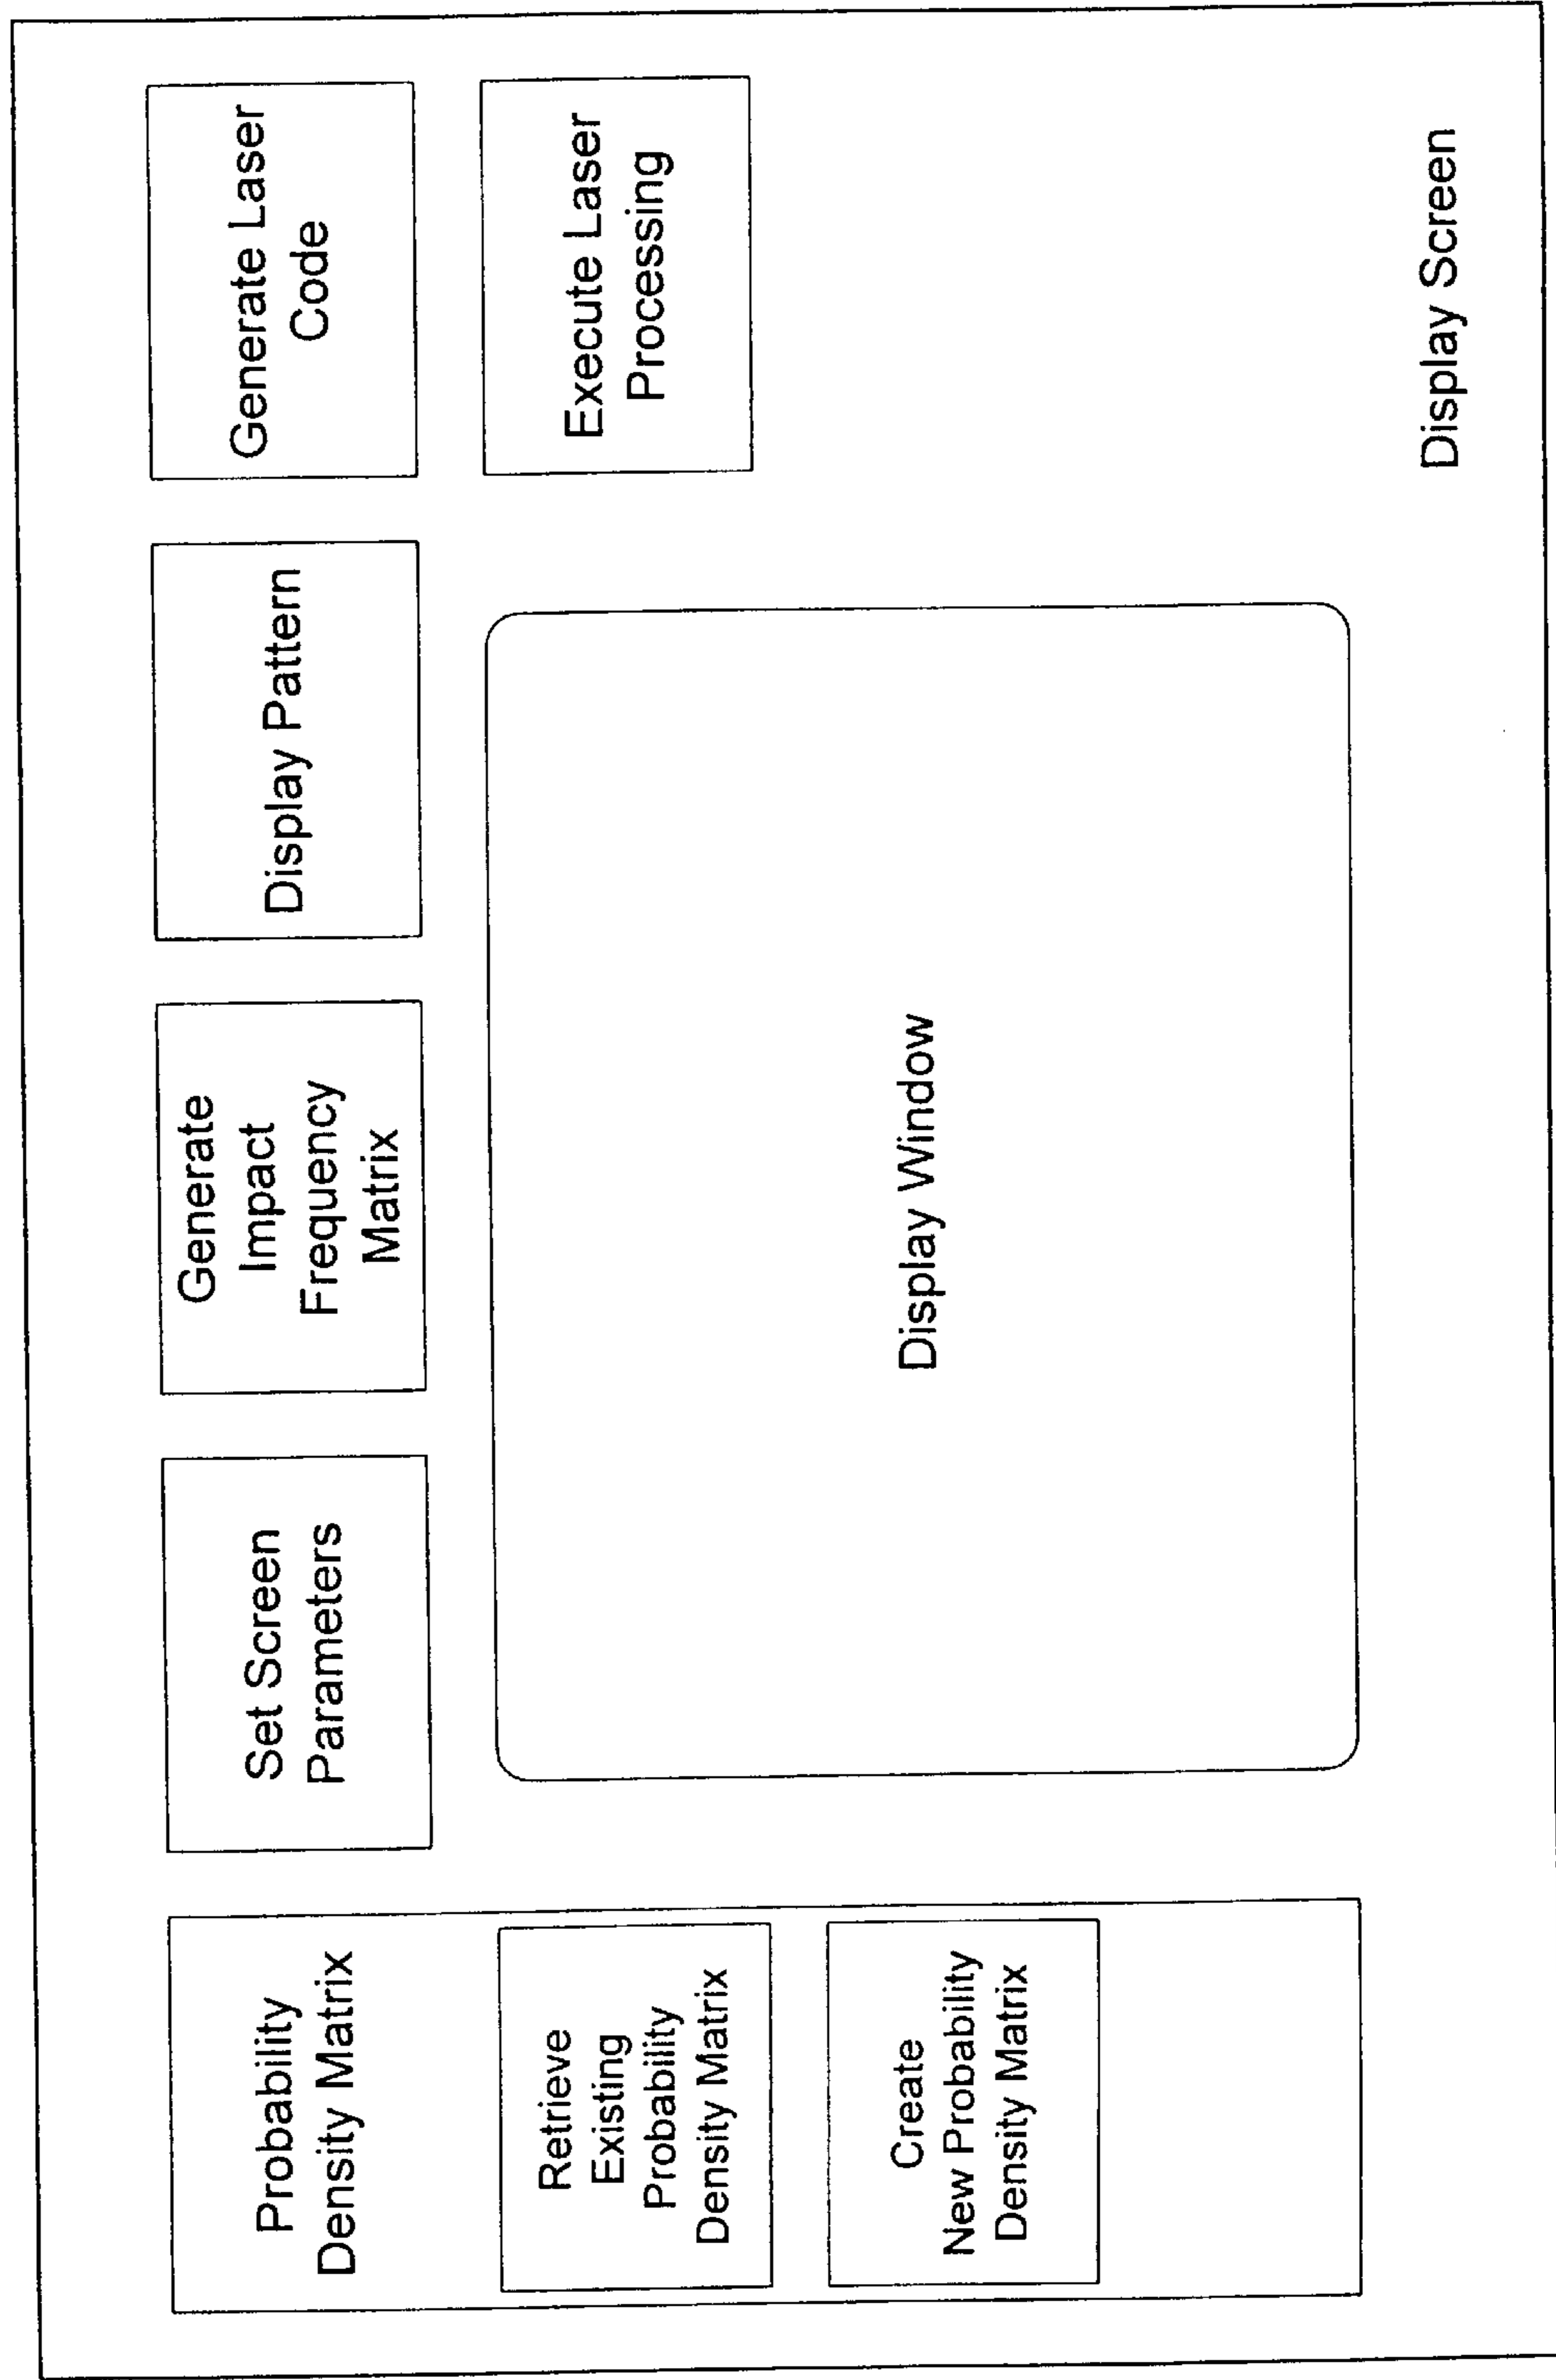 Probability
Density Matrix
Retrieve
Existing
Probability
Density Matrix
Create
New Probability
Density Matrix
Set Screen
Parameters
Generate
Impact
Frequency
Matrix
Display Pattern
Generate Laser
Code
Execute Laser
Processing
Display Window
Display Screen